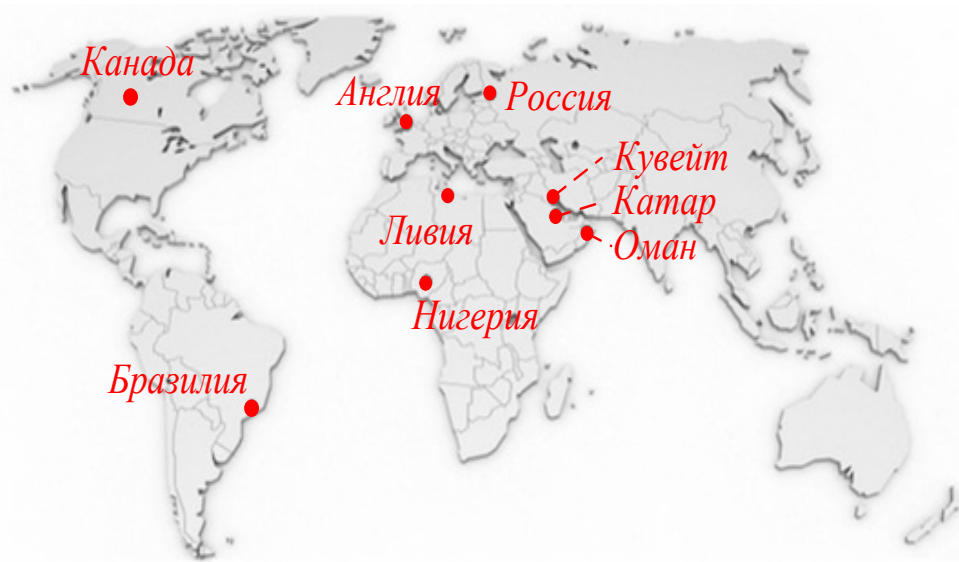 Канада
Англия
Россия
Кувейт
Катар
Ливия
Оман
Нигерия
Бразилия